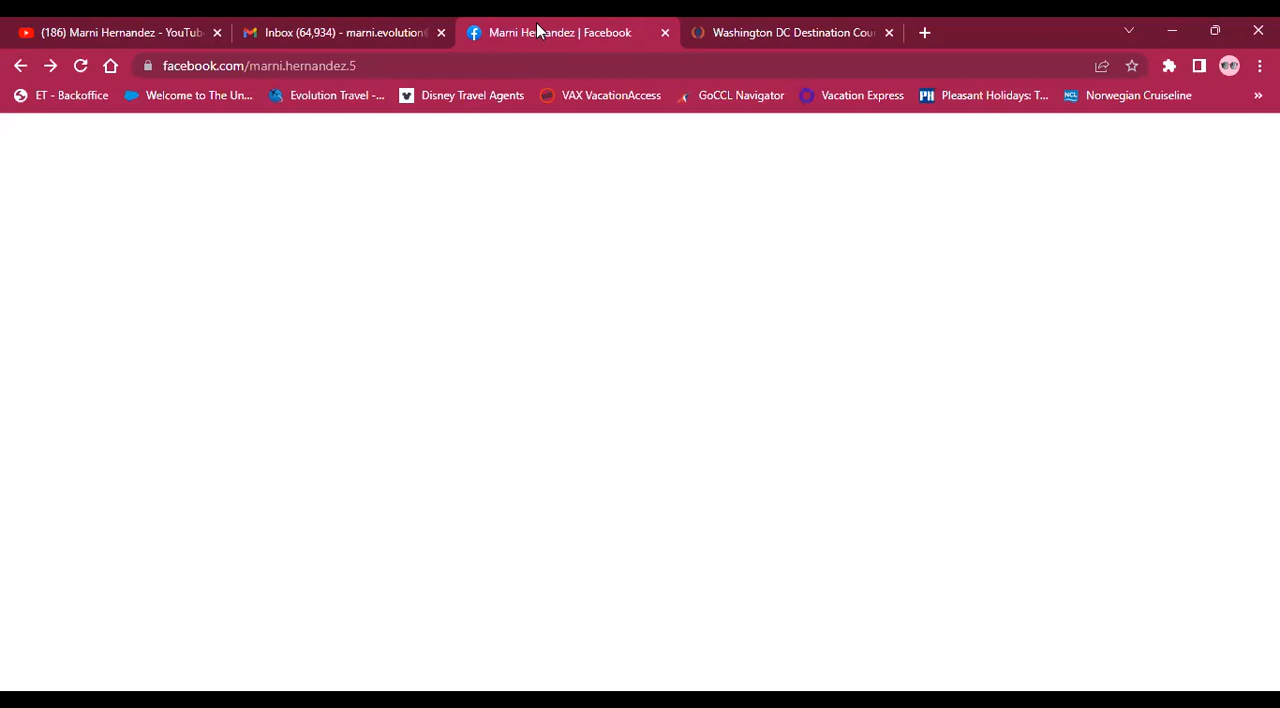 (186) Marni Hernandez - YouTub
Inbox (64,934) - marni.evolution
Marni Hernandez | Facebook
Washington DC Destination Cou
facebook.com/marni.hernandez.5
ET - Backoffice
Welcome to The Un...
Evolution Travel -...
Disney Travel Agents
VAX VacationAccess
GoCCL Navigator
Vacation Express
PH
Pleasant Holidays: T...
NCL
Norwegian Cruiseline